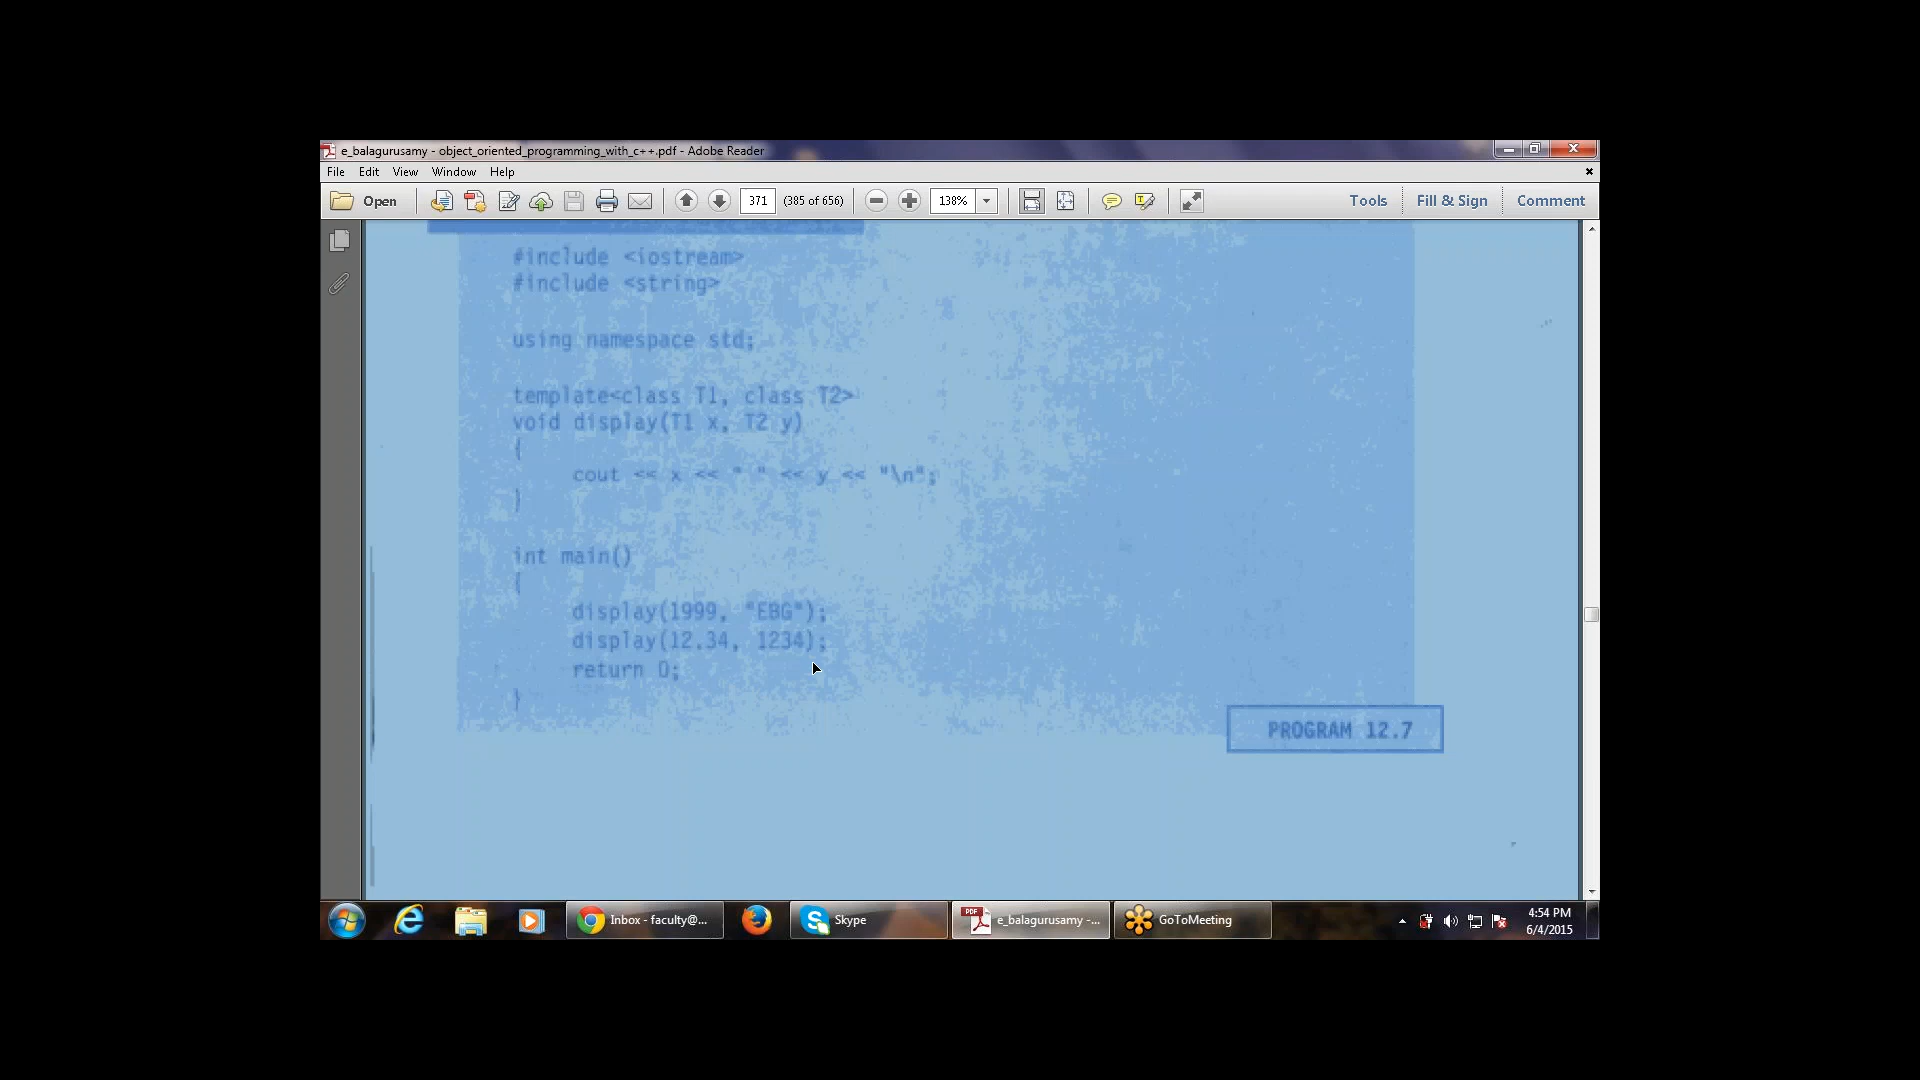 e_balagurusamy - object_oriented_programming_with_c++.pdf - Adobe Reader
File Edit View Window Help
Open 371 (385 of 656) 138% Tools Fill & Sign Comment
#include <iostream>
#include <string>
using namespace std;
template<class T1, class T2>
void display(T1 x, T2 y)
{
cout << x << " " << y << "\n";
}
int main()
{
display(1999, "EBG");
display(12.34, 1234);
return 0;
}
PROGRAM 12.7
Inbox - faculty@... Skype PDF e_balagurusamy -... GoToMeeting 4:54 PM
6/4/2015